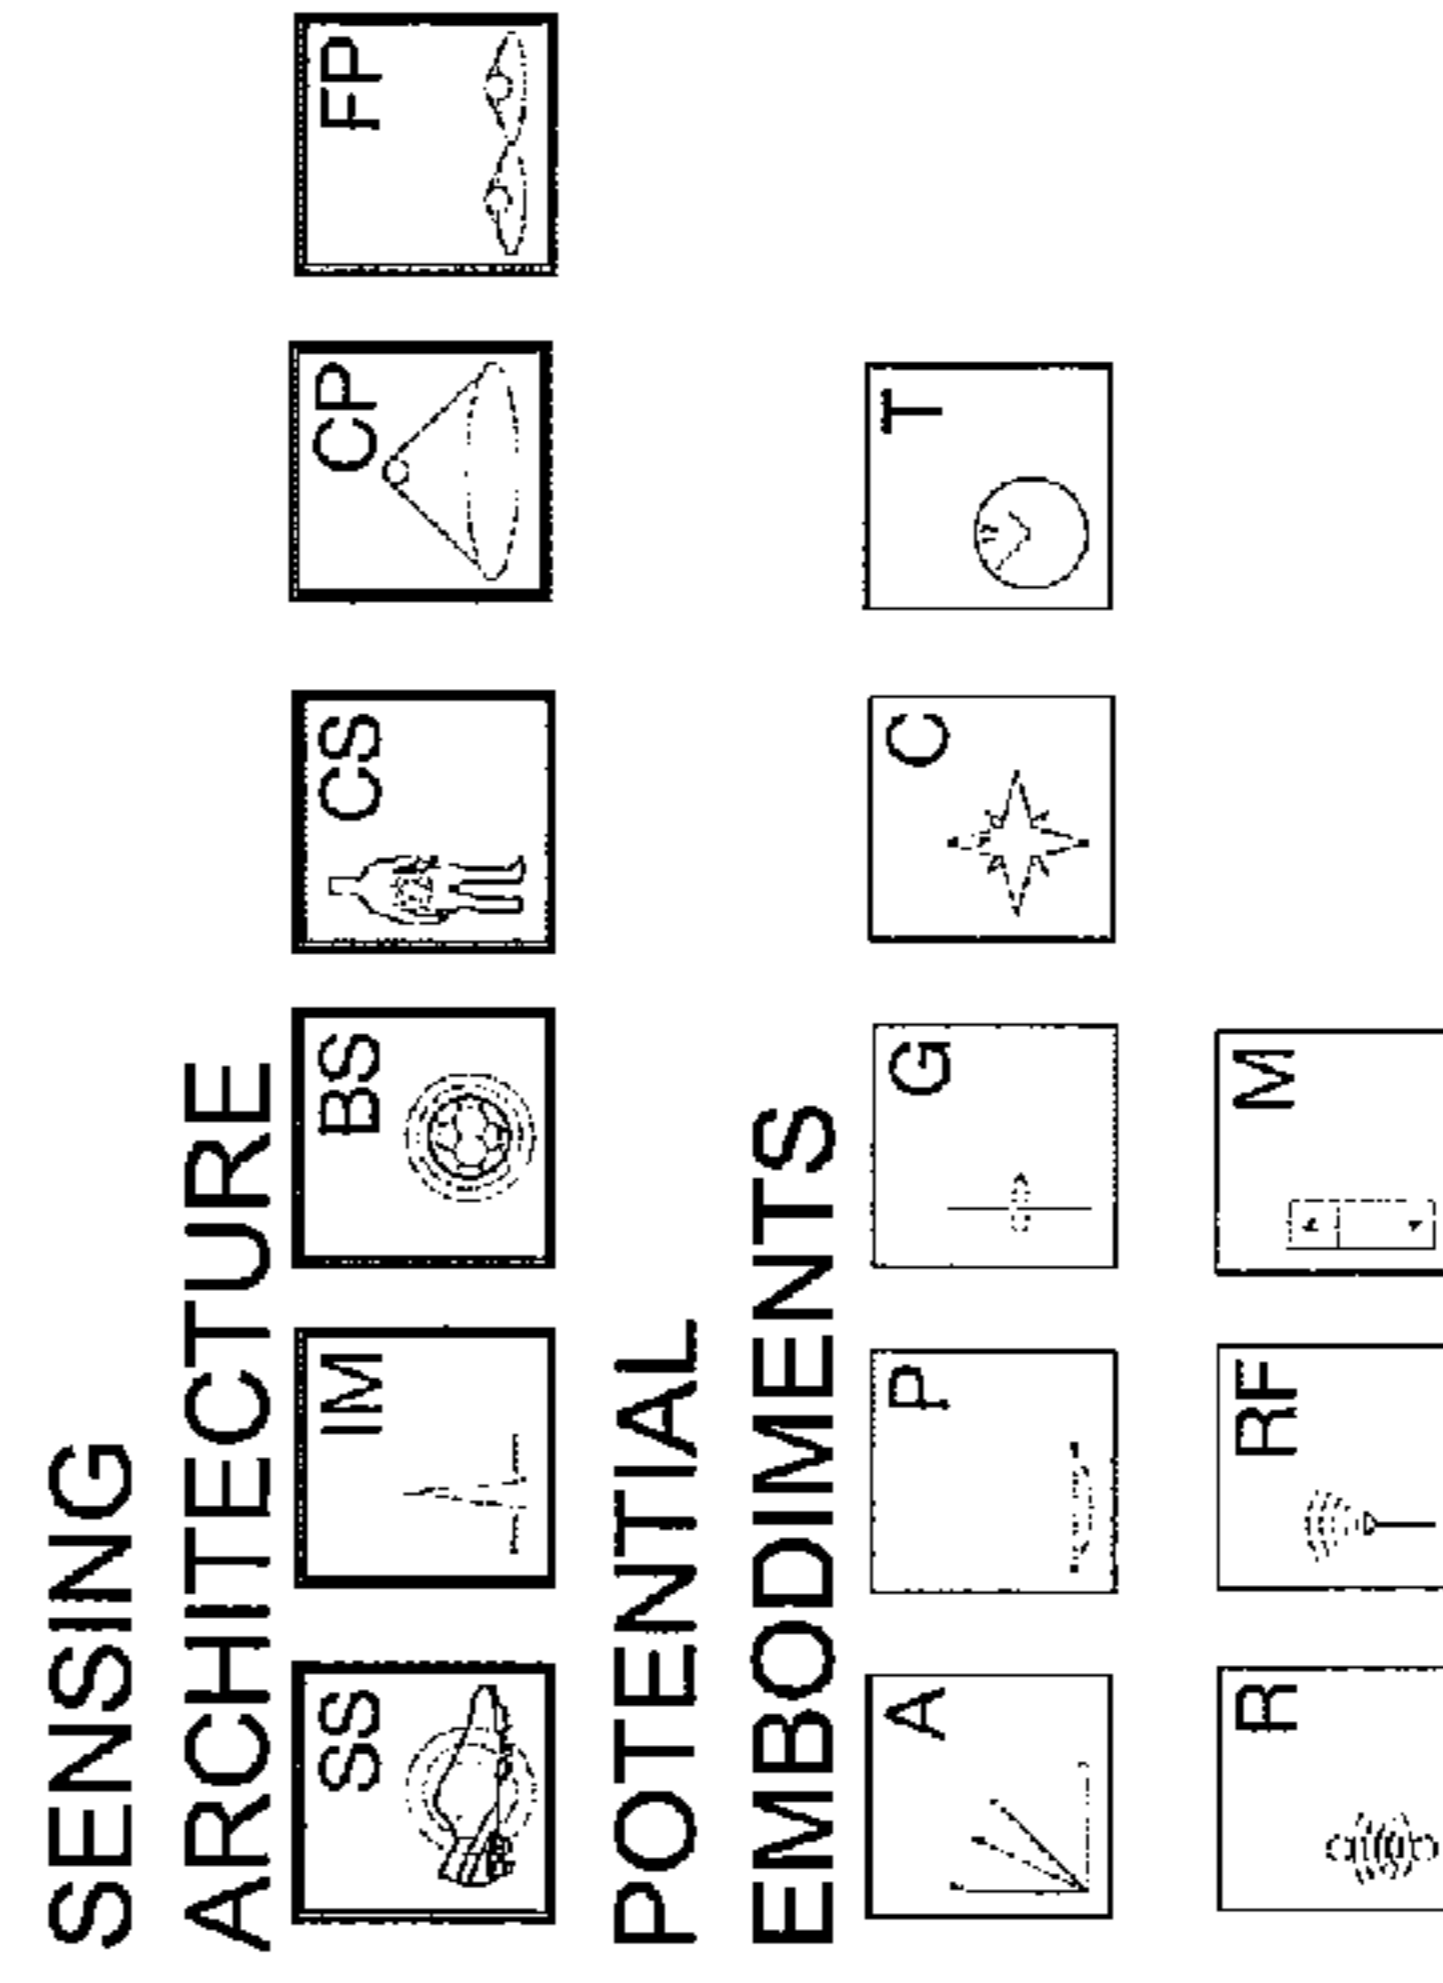 SENSING
ARCHITECTURE
SS IM BS CS CP FP
POTENTIAL
EMBODIMENTS
A P G C T
R RF M